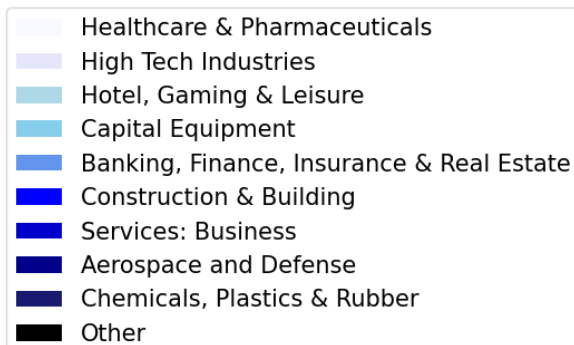 Healthcare & Pharmaceuticals
High Tech Industries
Hotel, Gaming & Leisure
Capital Equipment
Banking, Finance, Insurance & Real Estate
Construction & Building
Services: Business
Aerospace and Defense
Chemicals, Plastics & Rubber
Other